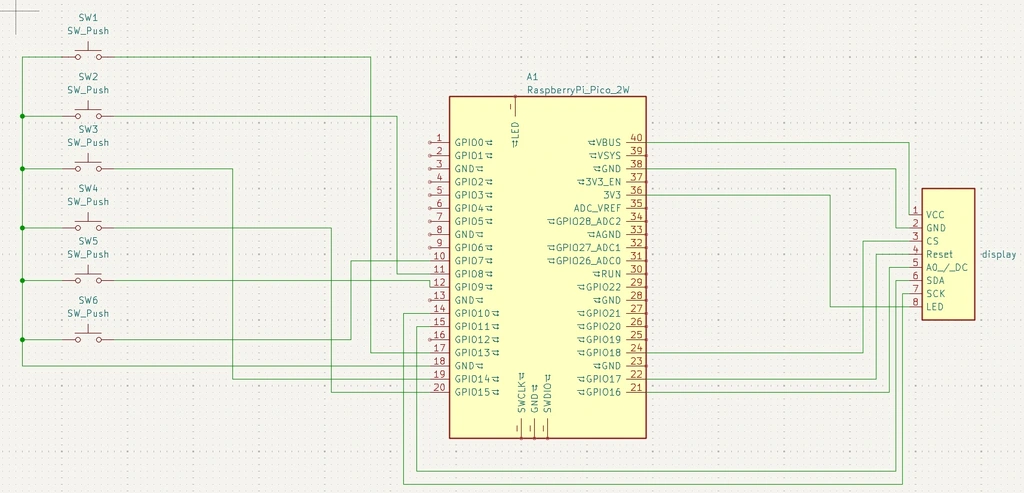 SW1
SW_Push
SW2
SW_Push
SW3
SW_Push
SW4
SW_Push
SW5
SW_Push
SW6
SW_Push
A1
RaspberryPi_Pico_2W
LED
1 GPIO0
2 GPIO1
3 GND
4 GPIO2
5 GPIO3
6 GPIO4
7 GPIO5
8 GND
9 GPIO6
10 GPIO7
11 GPIO8
12 GPIO9
13 GND
14 GPIO10
15 GPIO11
16 GPIO12
17 GPIO13
18 GND
19 GPIO14
20 GPIO15
SWCLK
GND
SWDIO
VBUS 40
VSYS 39
GND 38
3V3_EN 37
3V3 36
ADC_VREF 35
GPIO28_ADC2 34
AGND 33
GPIO27_ADC1 32
GPIO26_ADC0 31
RUN 30
GPIO22 29
GND 28
GPIO21 27
GPIO20 26
GPIO19 25
GPIO18 24
GND 23
GPIO17 22
GPIO16 21
1 VCC
2 GND
3 CS
4 Reset
5 A0_/_DC
6 SDA
7 SCK
8 LED
display